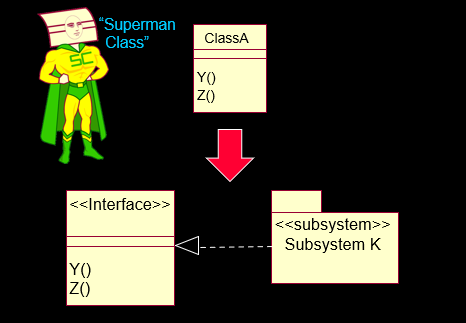 “Superman
Class”
SC
ClassA
Y()
Z()
<<Interface>>
Y()
Z()
<<subsystem>>
Subsystem K